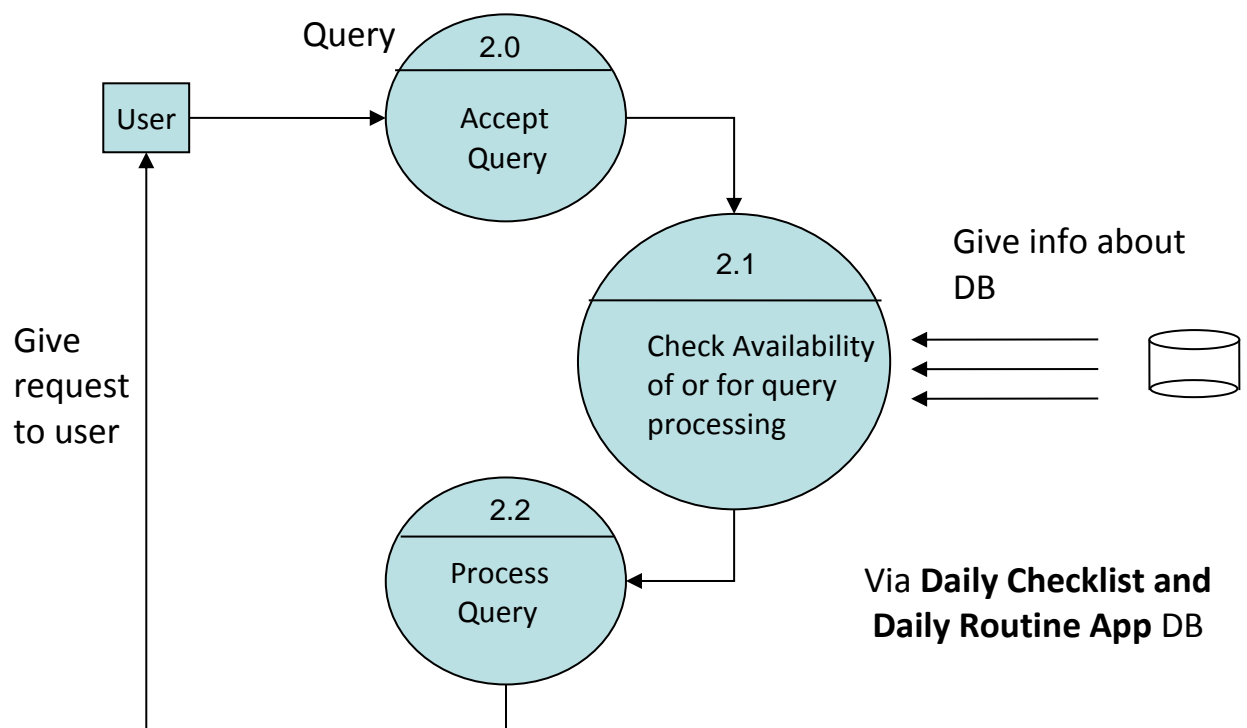 Query
2.0
User
Accept
Query
2.1
Give info about
DB
Give
request
to user
Check Availability
of or for query
processing
2.2
Process
Query
Via Daily Checklist and
Daily Routine App DB